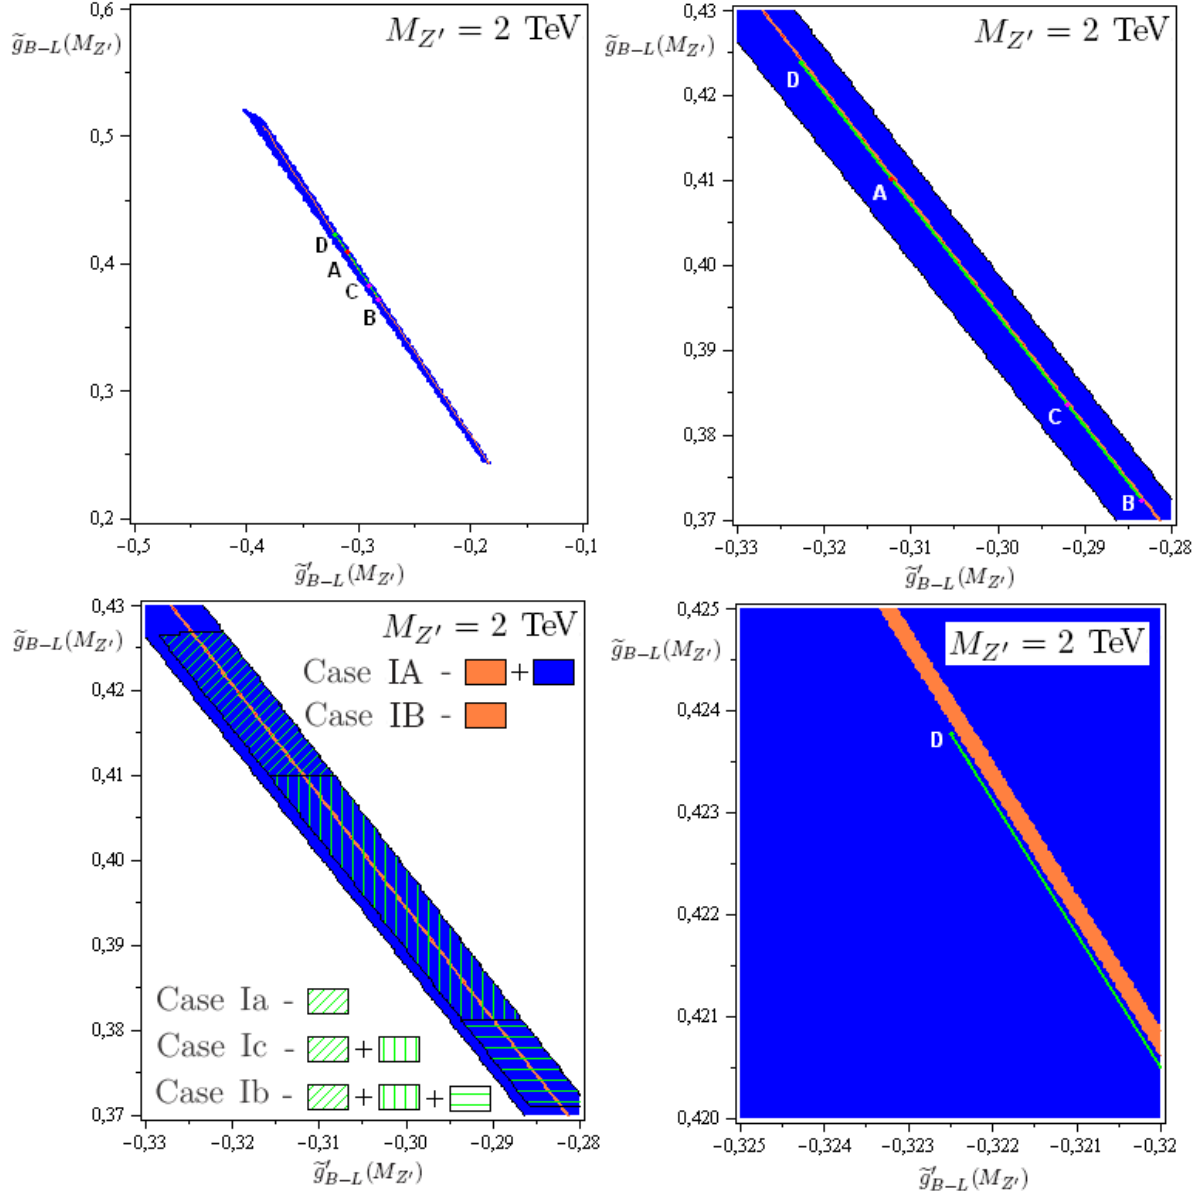 0,6
g̃_{B−L}(M_{Z′})
M_{Z′} = 2 TeV
0,5
0,4
0,3
0,2
D
A
C
B
−0,5 −0,4 −0,3 −0,2 −0,1
g̃′_{B−L}(M_{Z′})
0,43
g̃_{B−L}(M_{Z′})
M_{Z′} = 2 TeV
0,42
0,41
0,40
0,39
0,38
0,37
D
A
C
B
−0,33 −0,32 −0,31 −0,30 −0,29 −0,28
g̃′_{B−L}(M_{Z′})
0,43
g̃_{B−L}(M_{Z′})
M_{Z′} = 2 TeV
Case IA - +
Case IB -
0,42
0,41
0,40
0,39
0,38
0,37
Case Ia -
Case Ic - +
Case Ib - + +
−0,33 −0,32 −0,31 −0,30 −0,29 −0,28
g̃′_{B−L}(M_{Z′})
0,425
g̃_{B−L}(M_{Z′})
M_{Z′} = 2 TeV
0,424
D
0,423
0,422
0,421
0,420
−0,325 −0,324 −0,323 −0,322 −0,321 −0,32
g̃′_{B−L}(M_{Z′})